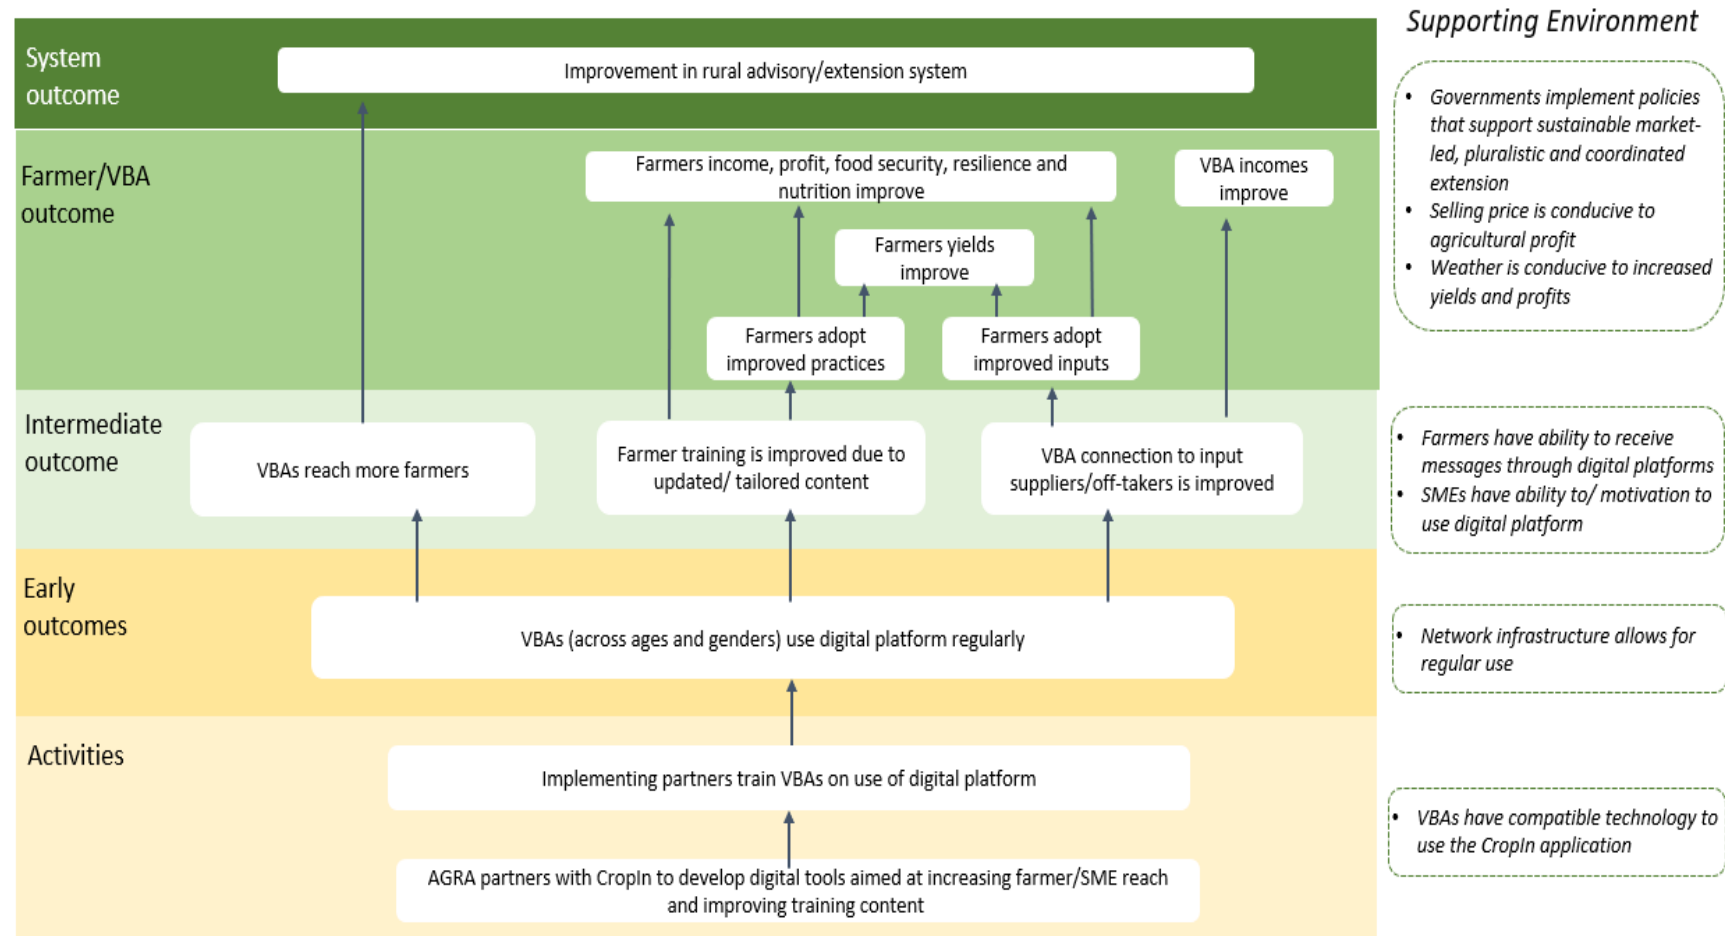 Supporting Environment
System
outcome
Improvement in rural advisory/extension system
• Governments implement policies
that support sustainable market-
led, pluralistic and coordinated
extension
• Selling price is conducive to
agricultural profit
• Weather is conducive to increased
yields and profits
Farmer/VBA
outcome
Farmers income, profit, food security, resilience and
nutrition improve
VBA incomes
improve
Farmers yields
improve
Farmers adopt
improved practices
Farmers adopt
improved inputs
Intermediate
outcome
VBAs reach more farmers
Farmer training is improved due to
updated/ tailored content
VBA connection to input
suppliers/off-takers is improved
• Farmers have ability to receive
messages through digital platforms
• SMEs have ability to/ motivation to
use digital platform
Early
outcomes
VBAs (across ages and genders) use digital platform regularly
• Network infrastructure allows for
regular use
Activities
Implementing partners train VBAs on use of digital platform
• VBAs have compatible technology to
use the CropIn application
AGRA partners with CropIn to develop digital tools aimed at increasing farmer/SME reach
and improving training content